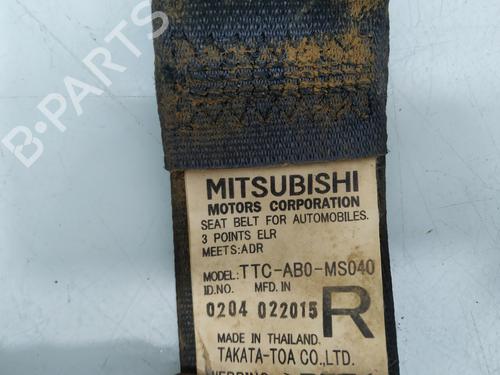 B-PARTS
MITSUBISHI
MOTORS CORPORATION
SEAT BELT FOR AUTOMOBILES.
3 POINTS ELR
MEETS:ADR
MODEL:TTC-AB0-MS040
ID.NO. MFD.IN
0204 022015 R
MADE IN THAILAND.
TAKATA-TOA CO.,LTD.